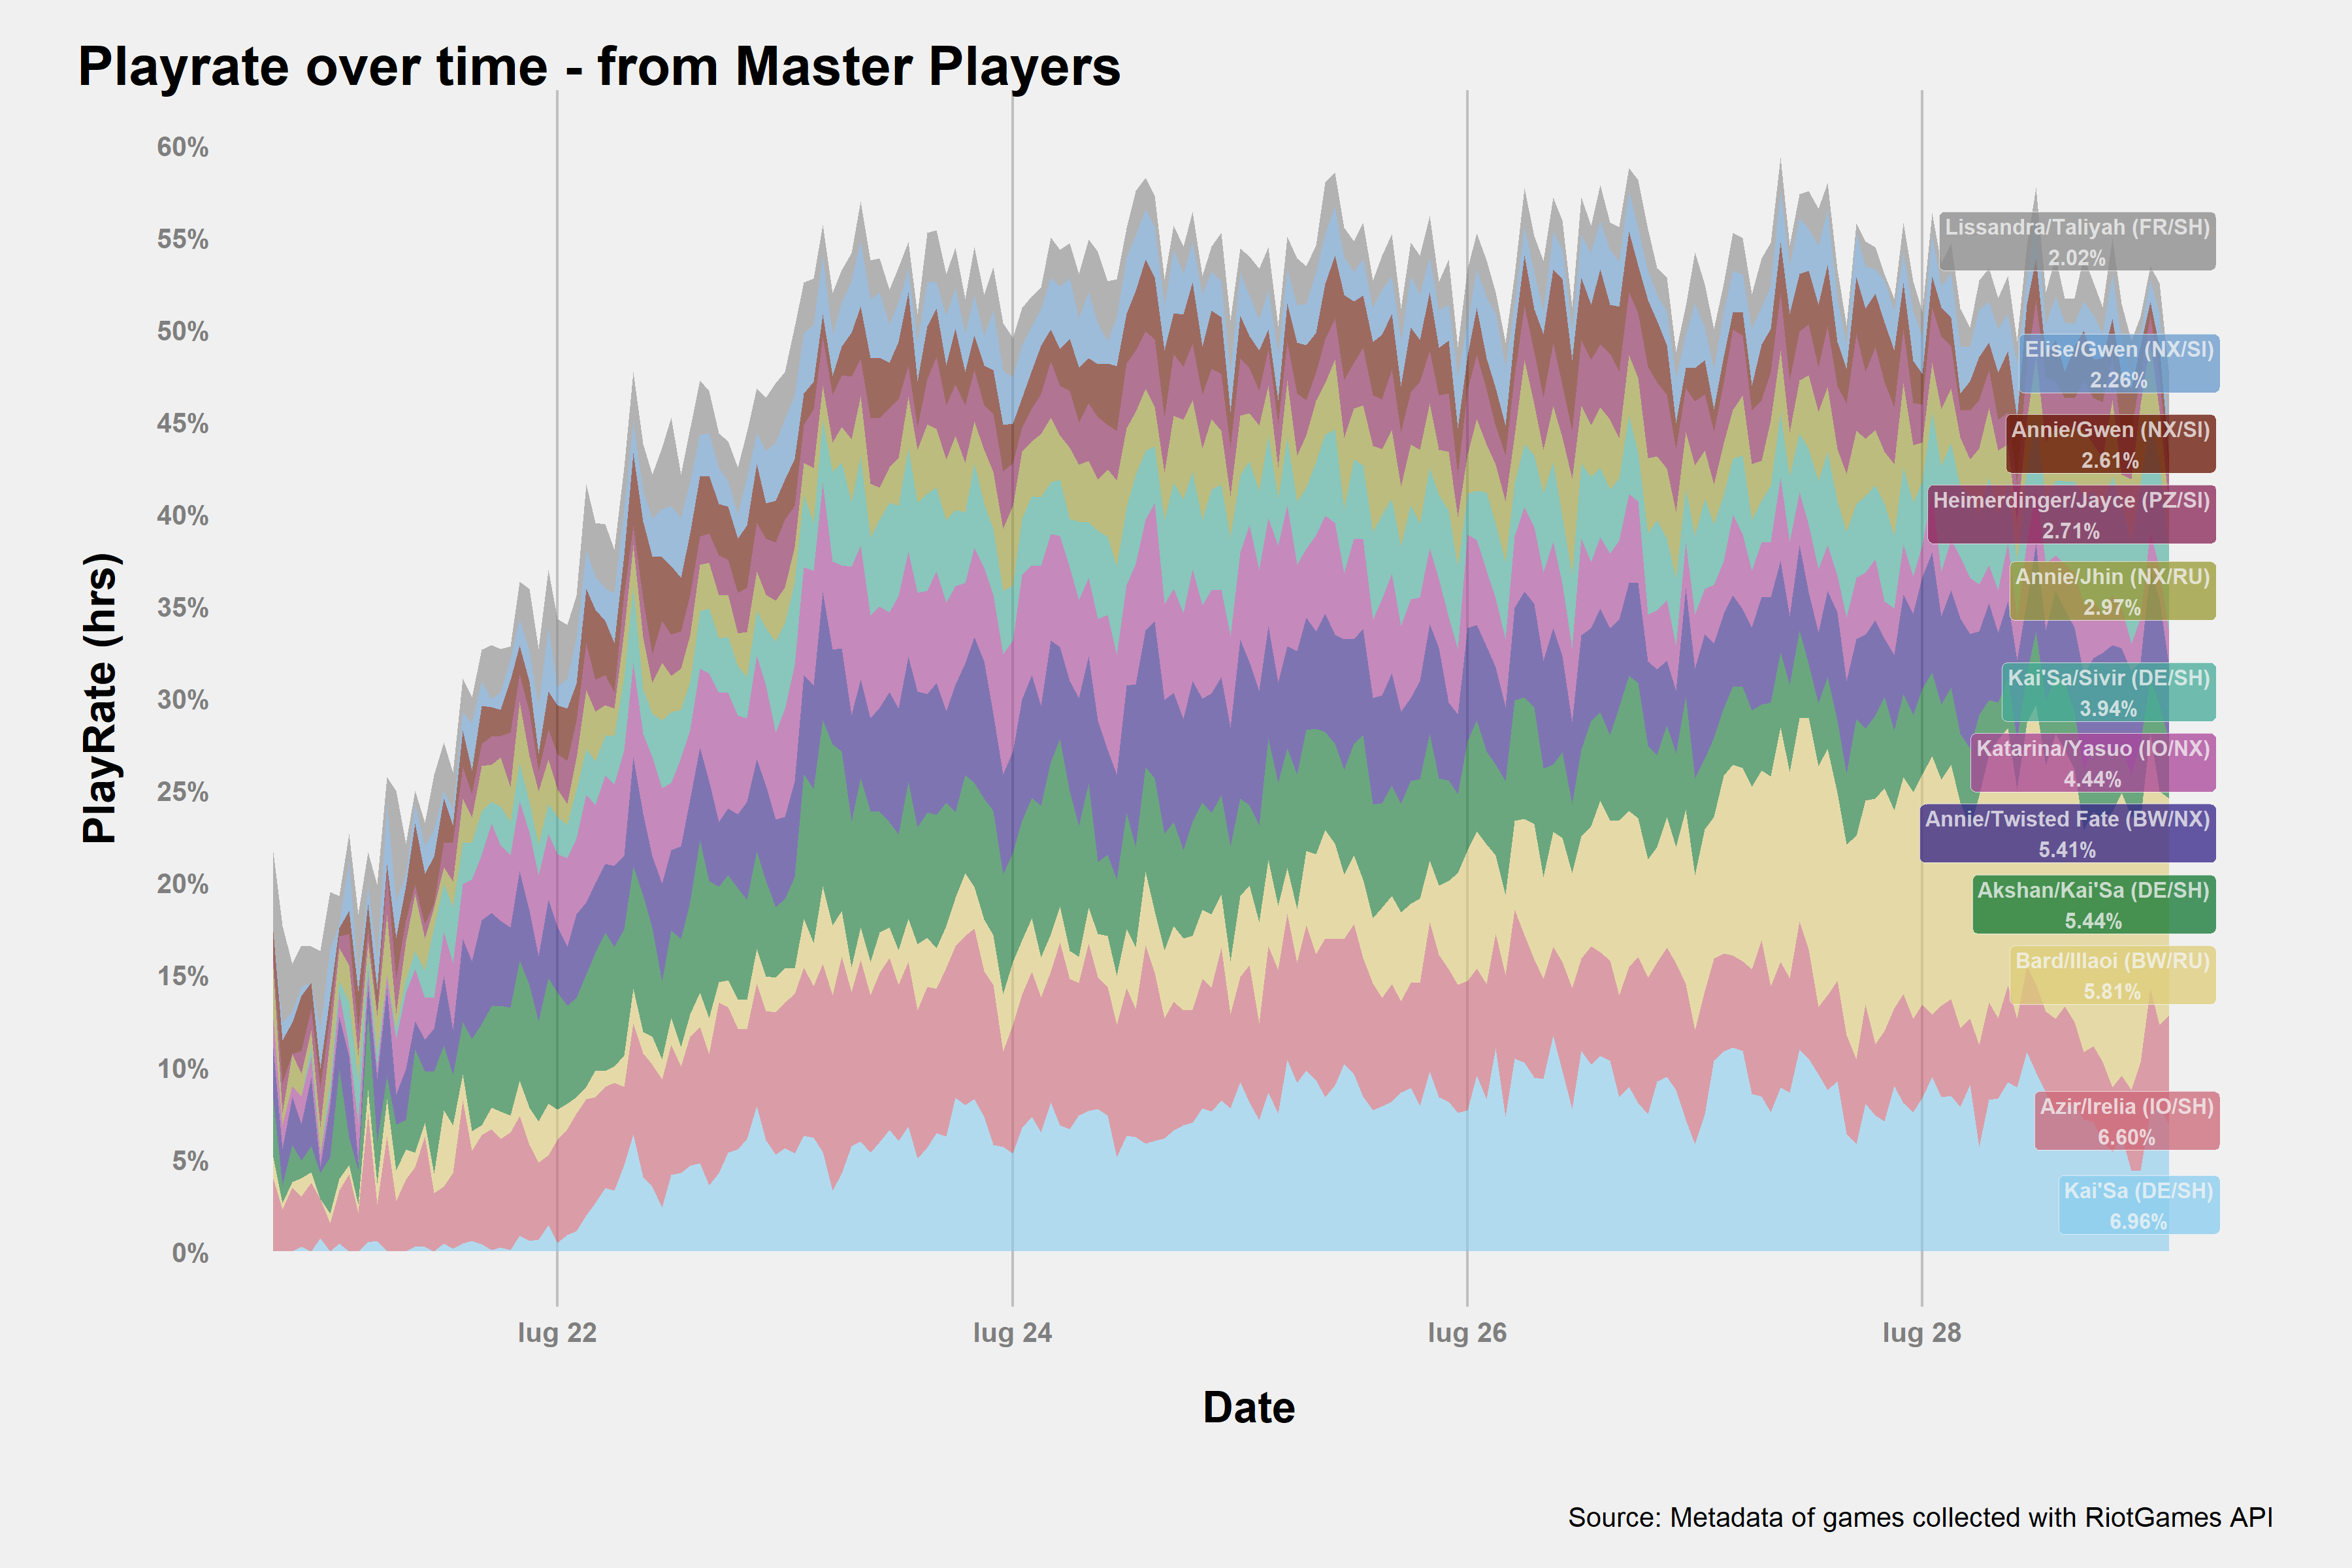 Playrate over time - from Master Players
PlayRate (hrs)
60%
55%
50%
45%
40%
35%
30%
25%
20%
15%
10%
5%
0%
Lissandra/Taliyah (FR/SH)
2.02%
Elise/Gwen (NX/SI)
2.26%
Annie/Gwen (NX/SI)
2.61%
Heimerdinger/Jayce (PZ/SI)
2.71%
Annie/Jhin (NX/RU)
2.97%
Kai'Sa/Sivir (DE/SH)
3.94%
Katarina/Yasuo (IO/NX)
4.44%
Annie/Twisted Fate (BW/NX)
5.41%
Akshan/Kai'Sa (DE/SH)
5.44%
Bard/Illaoi (BW/RU)
5.81%
Azir/Irelia (IO/SH)
6.60%
Kai'Sa (DE/SH)
6.96%
lug 22
lug 24
lug 26
lug 28
Date
Source: Metadata of games collected with RiotGames API